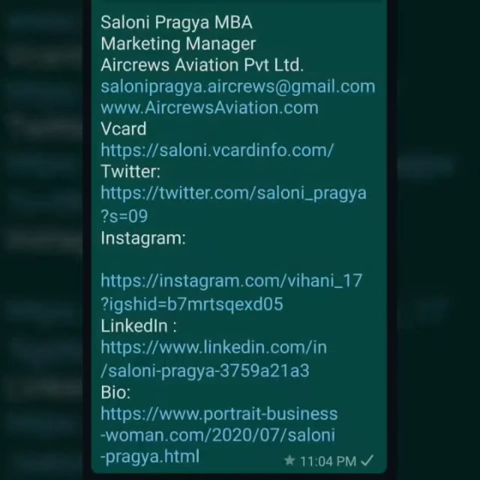 Saloni Pragya MBA
Marketing Manager
Aircrews Aviation Pvt Ltd.
salonipragya.aircrews@gmail.com
www.AircrewsAviation.com
Vcard
https://saloni.vcardinfo.com/
Twitter:
https://twitter.com/saloni_pragya
?s=09
Instagram:
https://instagram.com/vihani_17
?igshid=b7mrtsqexd05
LinkedIn :
https://www.linkedin.com/in
/saloni-pragya-3759a21a3
Bio:
https://www.portrait-business
-woman.com/2020/07/saloni
-pragya.html
11:04 PM